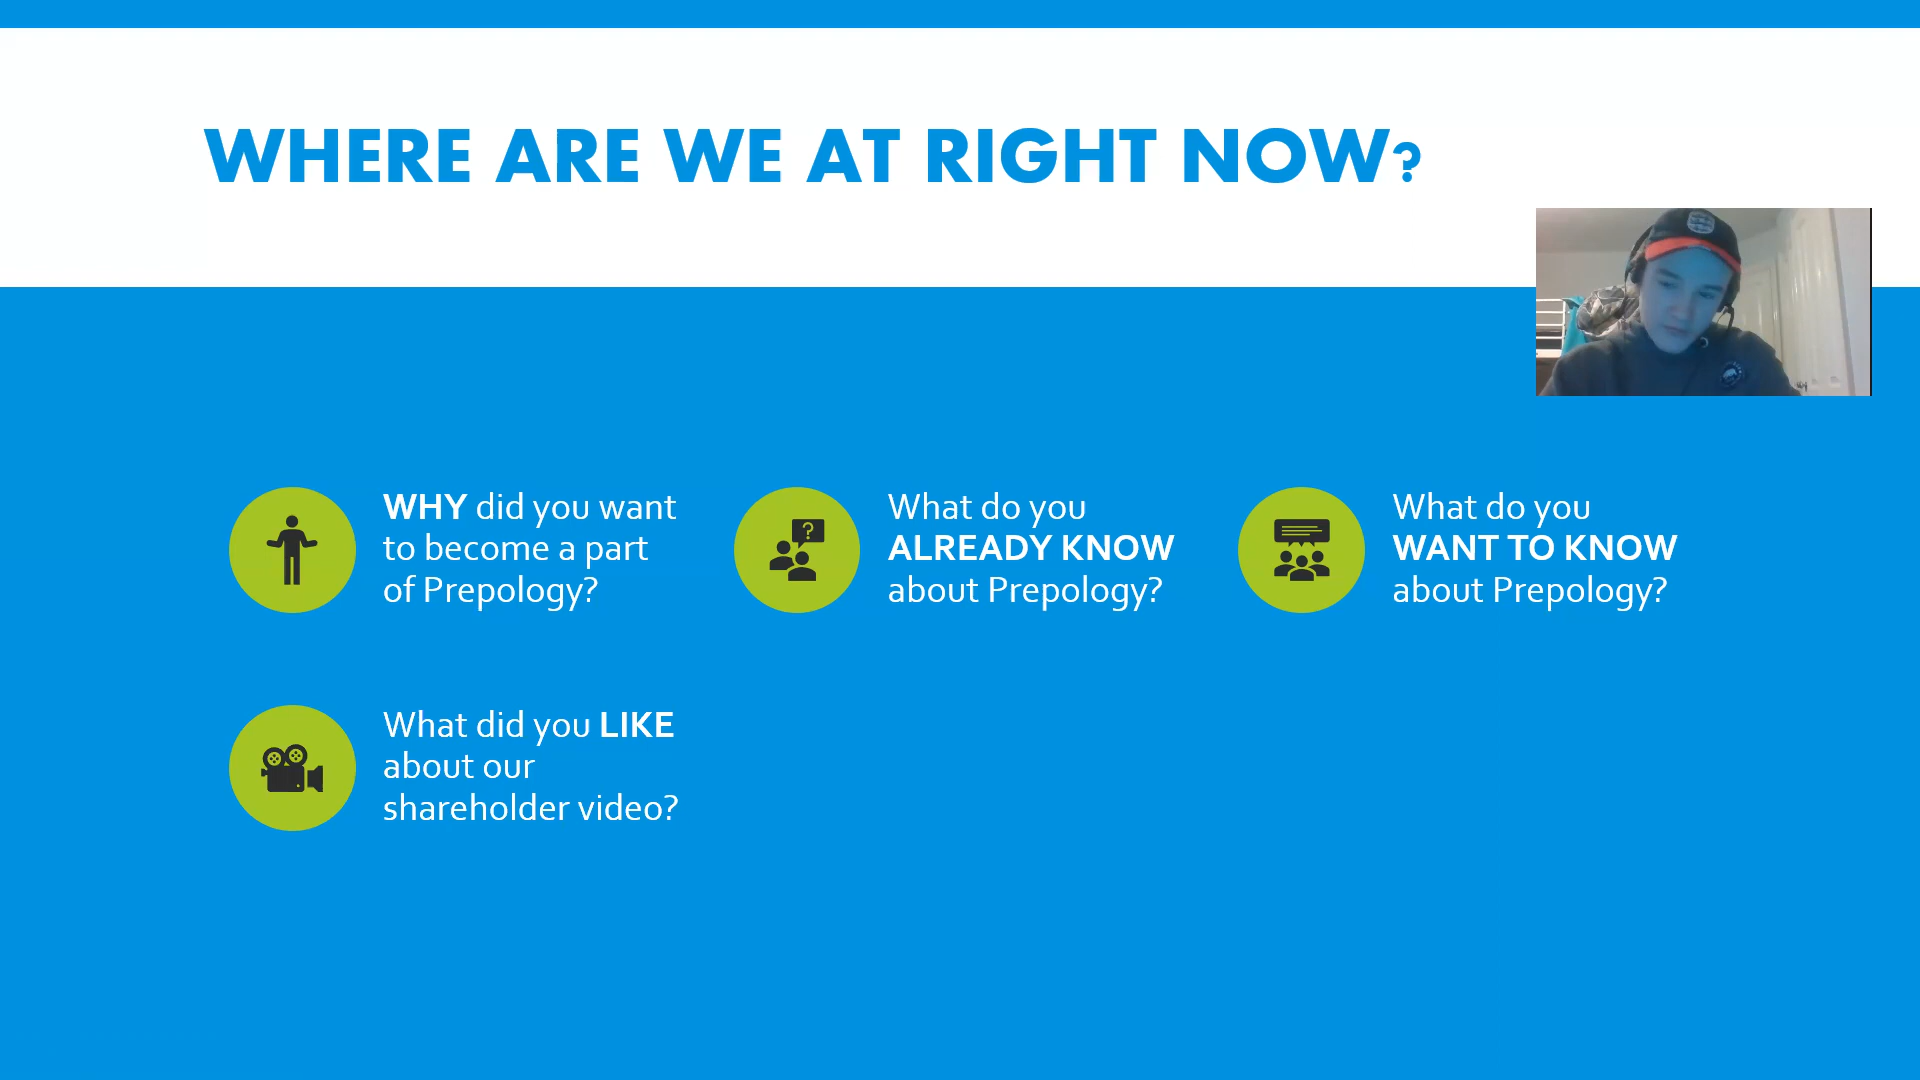 WHERE ARE WE AT RIGHT NOW?
WHY did you want
to become a part
of Prepology?
What do you
ALREADY KNOW
about Prepology?
What do you
WANT TO KNOW
about Prepology?
What did you LIKE
about our
shareholder video?